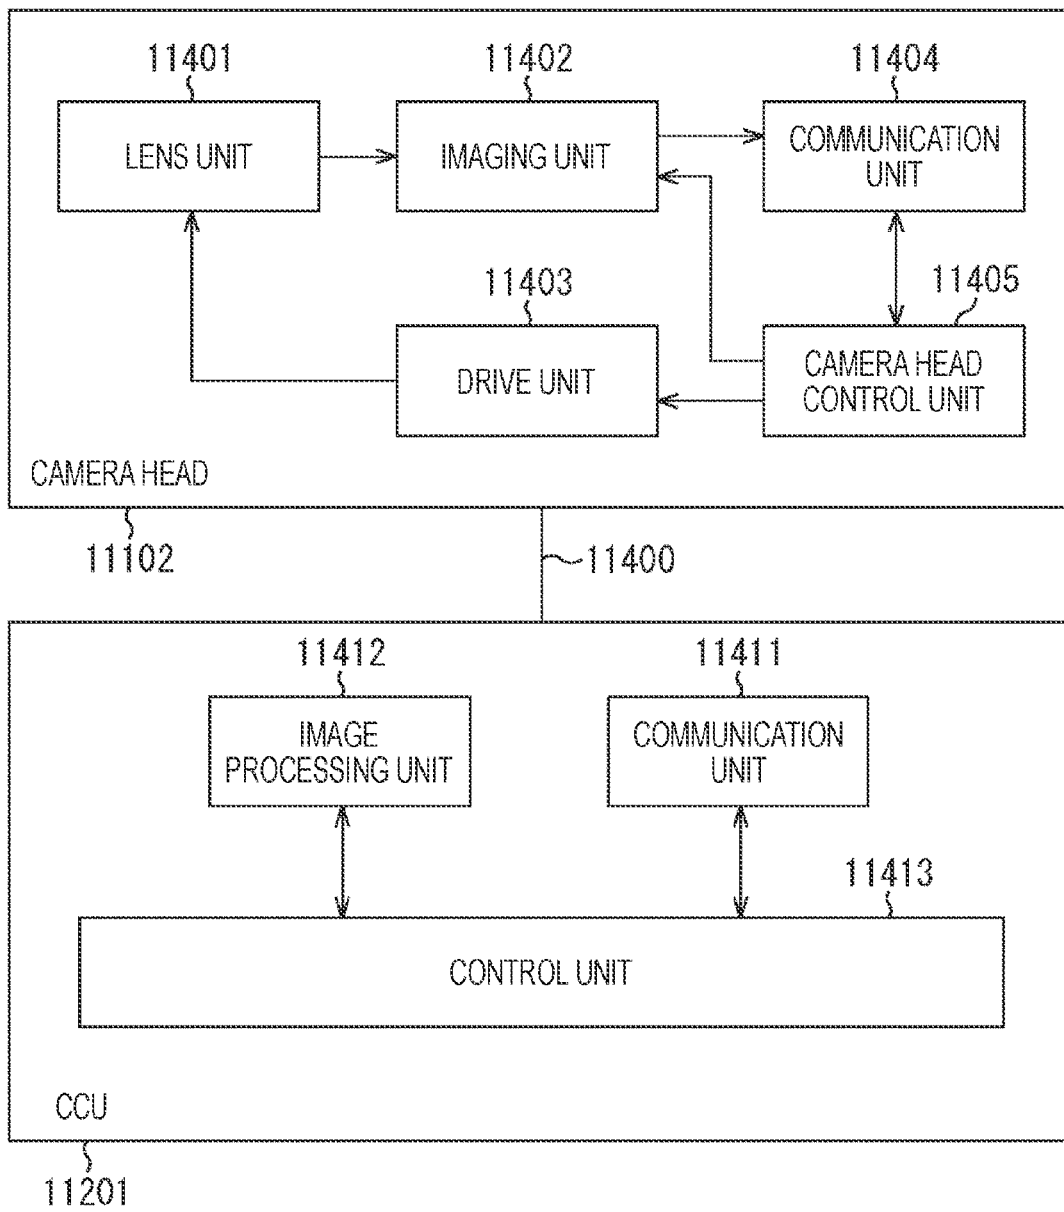 11401
11402
11404
LENS UNIT
IMAGING UNIT
COMMUNICATION
UNIT
11403
11405
DRIVE UNIT
CAMERA HEAD
CONTROL UNIT
CAMERA HEAD
11102
11400
11412
11411
IMAGE
PROCESSING UNIT
COMMUNICATION
UNIT
11413
CONTROL UNIT
CCU
11201